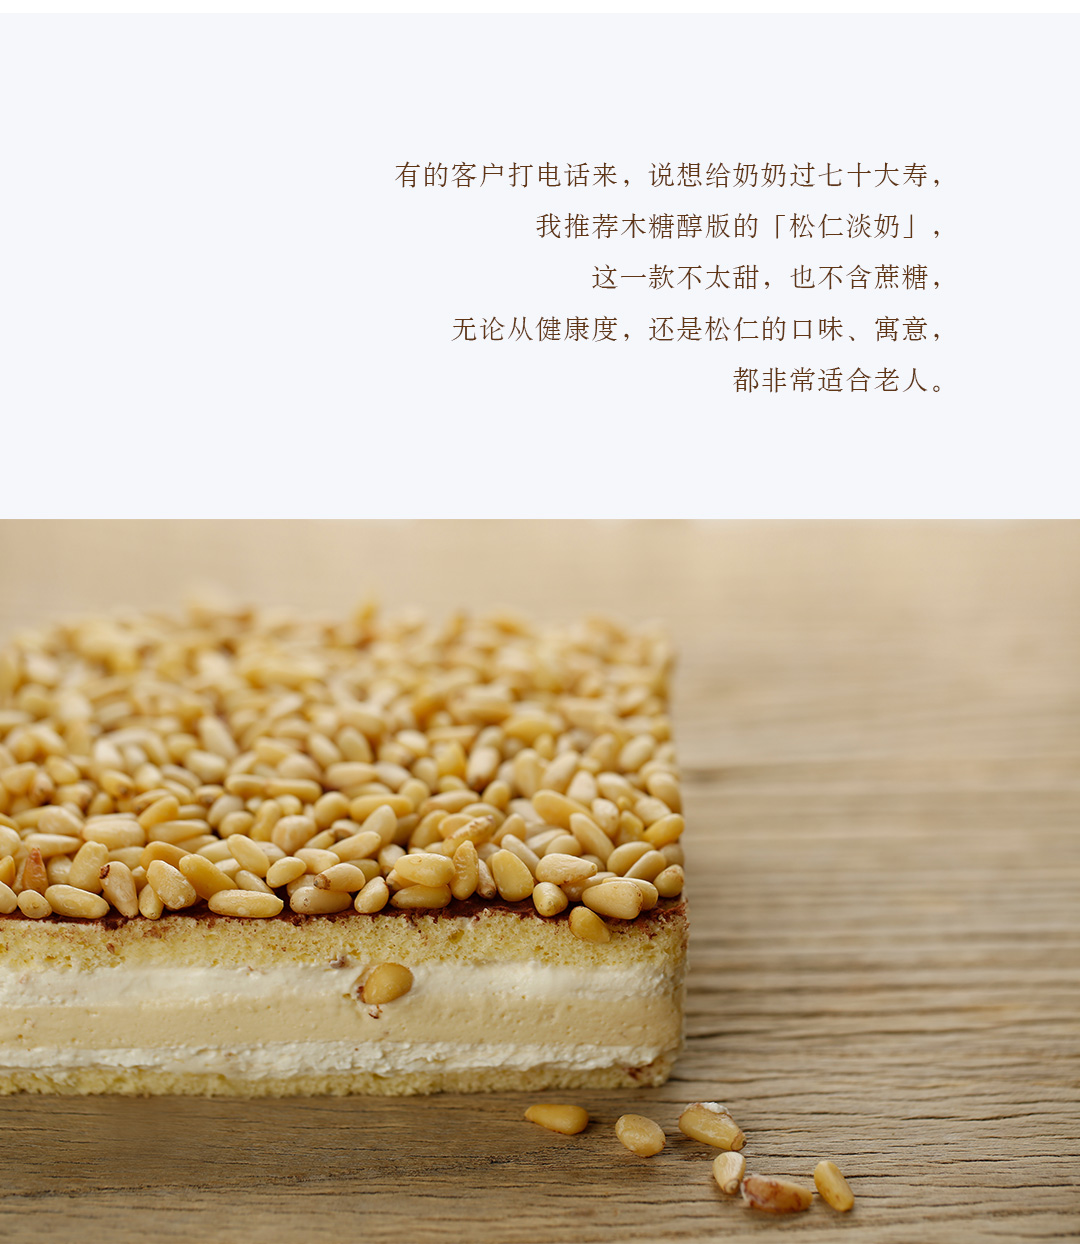 有的客户打电话来，说想给奶奶过七十大寿，
我推荐木糖醇版的「松仁淡奶」，
这一款不太甜，也不含蔗糖，
无论从健康度，还是松仁的口味、寓意，
都非常适合老人。